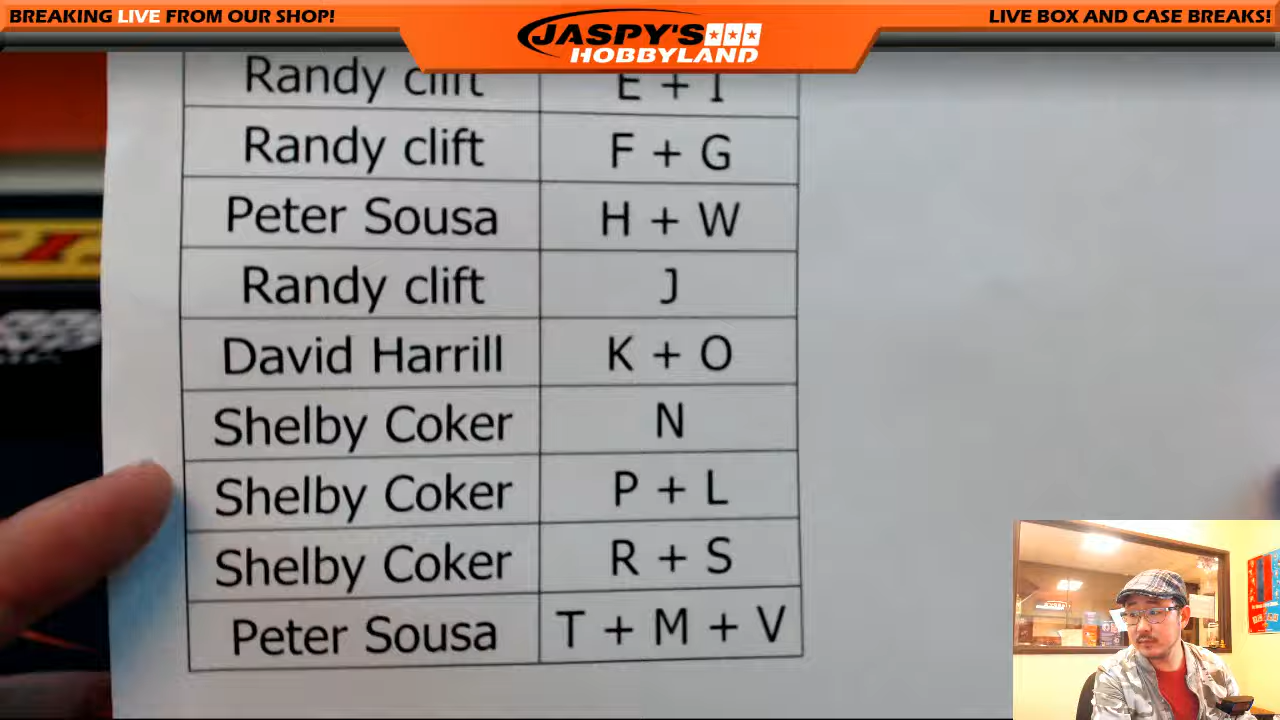 BREAKING LIVE FROM OUR SHOP!
JASPY'S
HOBBYLAND
LIVE BOX AND CASE BREAKS!
Randy clift E + I
Randy clift F + G
Peter Sousa H + W
Randy clift J
David Harrill K + O
Shelby Coker N
Shelby Coker P + L
Shelby Coker R + S
Peter Sousa T + M + V